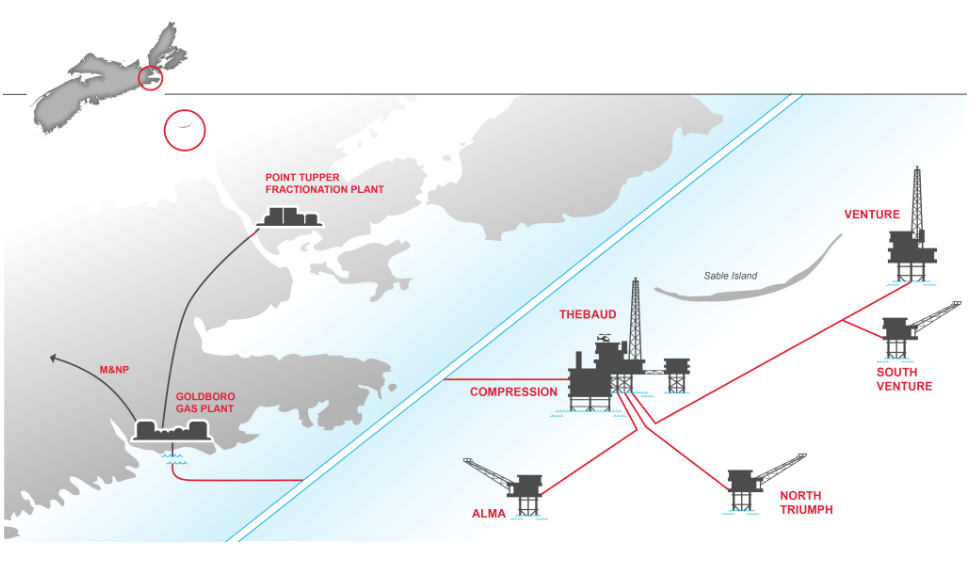 POINT TUPPER
FRACTIONATION PLANT
VENTURE
Sable Island
THEBAUD
M&NP
COMPRESSION
SOUTH
VENTURE
GOLDBORO
GAS PLANT
ALMA
NORTH
TRIUMPH